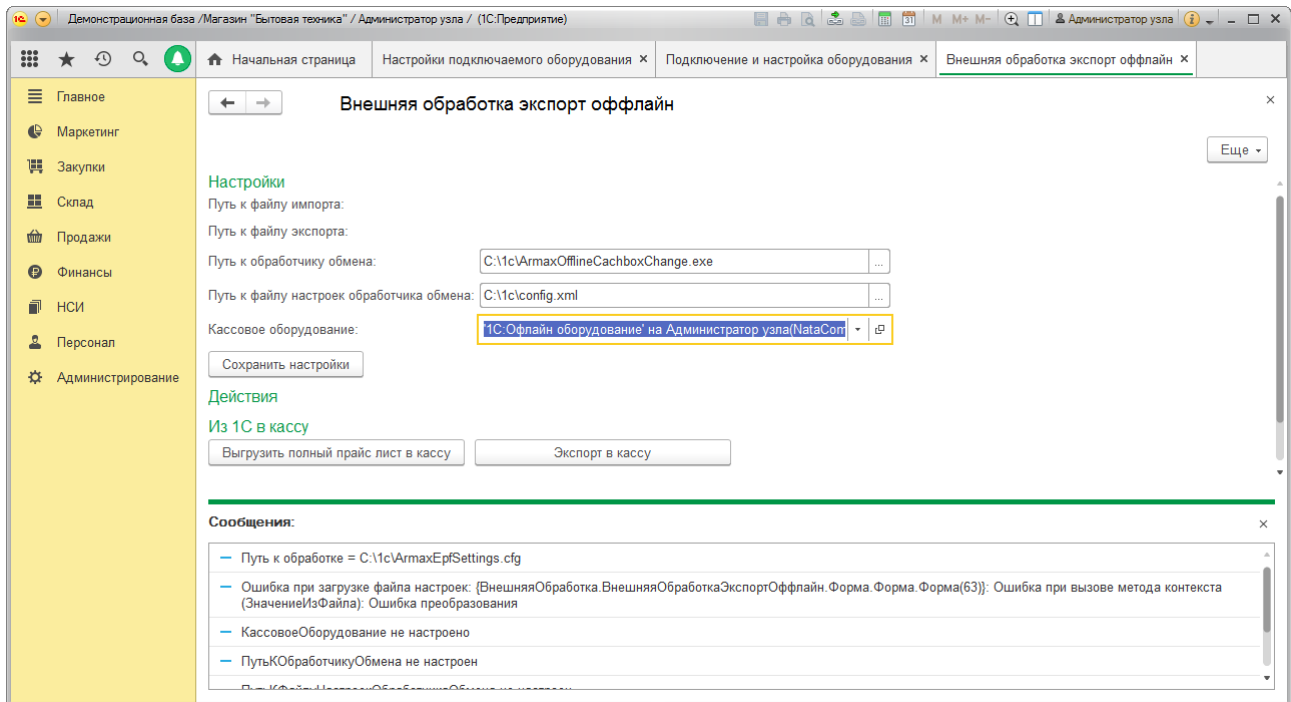 Демонстрационная база /Магазин "Бытовая техника" / Администратор узла / (1С:Предприятие)
M M+ M- Администратор узла
Начальная страница Настройки подключаемого оборудования × Подключение и настройка оборудования × Внешняя обработка экспорт оффлайн ×
Главное
Маркетинг
Закупки
Склад
Продажи
Финансы
НСИ
Персонал
Администрирование
Внешняя обработка экспорт оффлайн
Еще
Настройки
Путь к файлу импорта:
Путь к файлу экспорта:
Путь к обработчику обмена: C:\1c\ArmaxOfflineCachboxChange.exe ...
Путь к файлу настроек обработчика обмена: C:\1c\config.xml ...
Кассовое оборудование: '1С:Офлайн оборудование' на Администратор узла(NataCom
Сохранить настройки
Действия
Из 1С в кассу
Выгрузить полный прайс лист в кассу Экспорт в кассу
Сообщения:
Путь к обработке = C:\1c\ArmaxEpfSettings.cfg
Ошибка при загрузке файла настроек: {ВнешняяОбработка.ВнешняяОбработкаЭкспортОффлайн.Форма.Форма.Форма(63)}: Ошибка при вызове метода контекста
(ЗначениеИзФайла): Ошибка преобразования
КассовоеОборудование не настроено
ПутьКОбработчикуОбмена не настроен
ПутьКФайлуНастроекОбработчикаОбмена не настроен